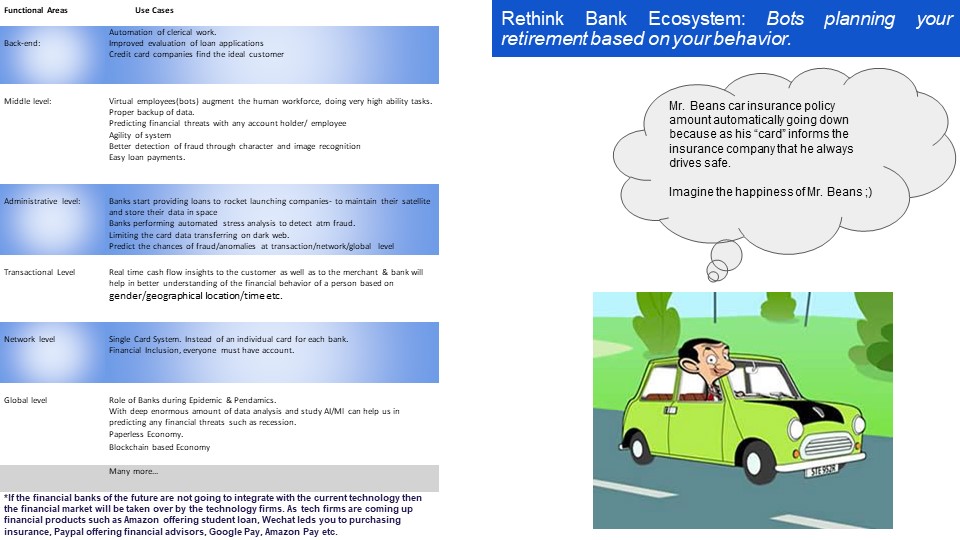 Functional Areas Use Cases
Back-end:
Automation of clerical work.
Improved evaluation of loan applications
Credit card companies find the ideal customer
Middle level:
Virtual employees(bots) augment the human workforce, doing very high ability tasks.
Proper backup of data.
Predicting financial threats with any account holder/ employee
Agility of system
Better detection of fraud through character and image recognition
Easy loan payments.
Administrative level:
Banks start providing loans to rocket launching companies- to maintain their satellite
and store their data in space
Banks performing automated stress analysis to detect atm fraud.
Limiting the card data transferring on dark web.
Predict the chances of fraud/anomalies at transaction/network/global level
Transactional Level
Real time cash flow insights to the customer as well as to the merchant & bank will
help in better understanding of the financial behavior of a person based on
gender/geographical location/time etc.
Network level
Single Card System. Instead of an individual card for each bank.
Financial Inclusion, everyone must have account.
Global level
Role of Banks during Epidemic & Pendamics.
With deep enormous amount of data analysis and study AI/Ml can help us in
predicting any financial threats such as recession.
Paperless Economy.
Blockchain based Economy
Many more…
*If the financial banks of the future are not going to integrate with the current technology then
the financial market will be taken over by the technology firms. As tech firms are coming up
financial products such as Amazon offering student loan, Wechat leds you to purchasing
insurance, Paypal offering financial advisors, Google Pay, Amazon Pay etc.
Rethink Bank Ecosystem: Bots planning your
retirement based on your behavior.
Mr. Beans car insurance policy
amount automatically going down
because as his “card” informs the
insurance company that he always
drives safe.
Imagine the happiness of Mr. Beans ;)
STE 952R